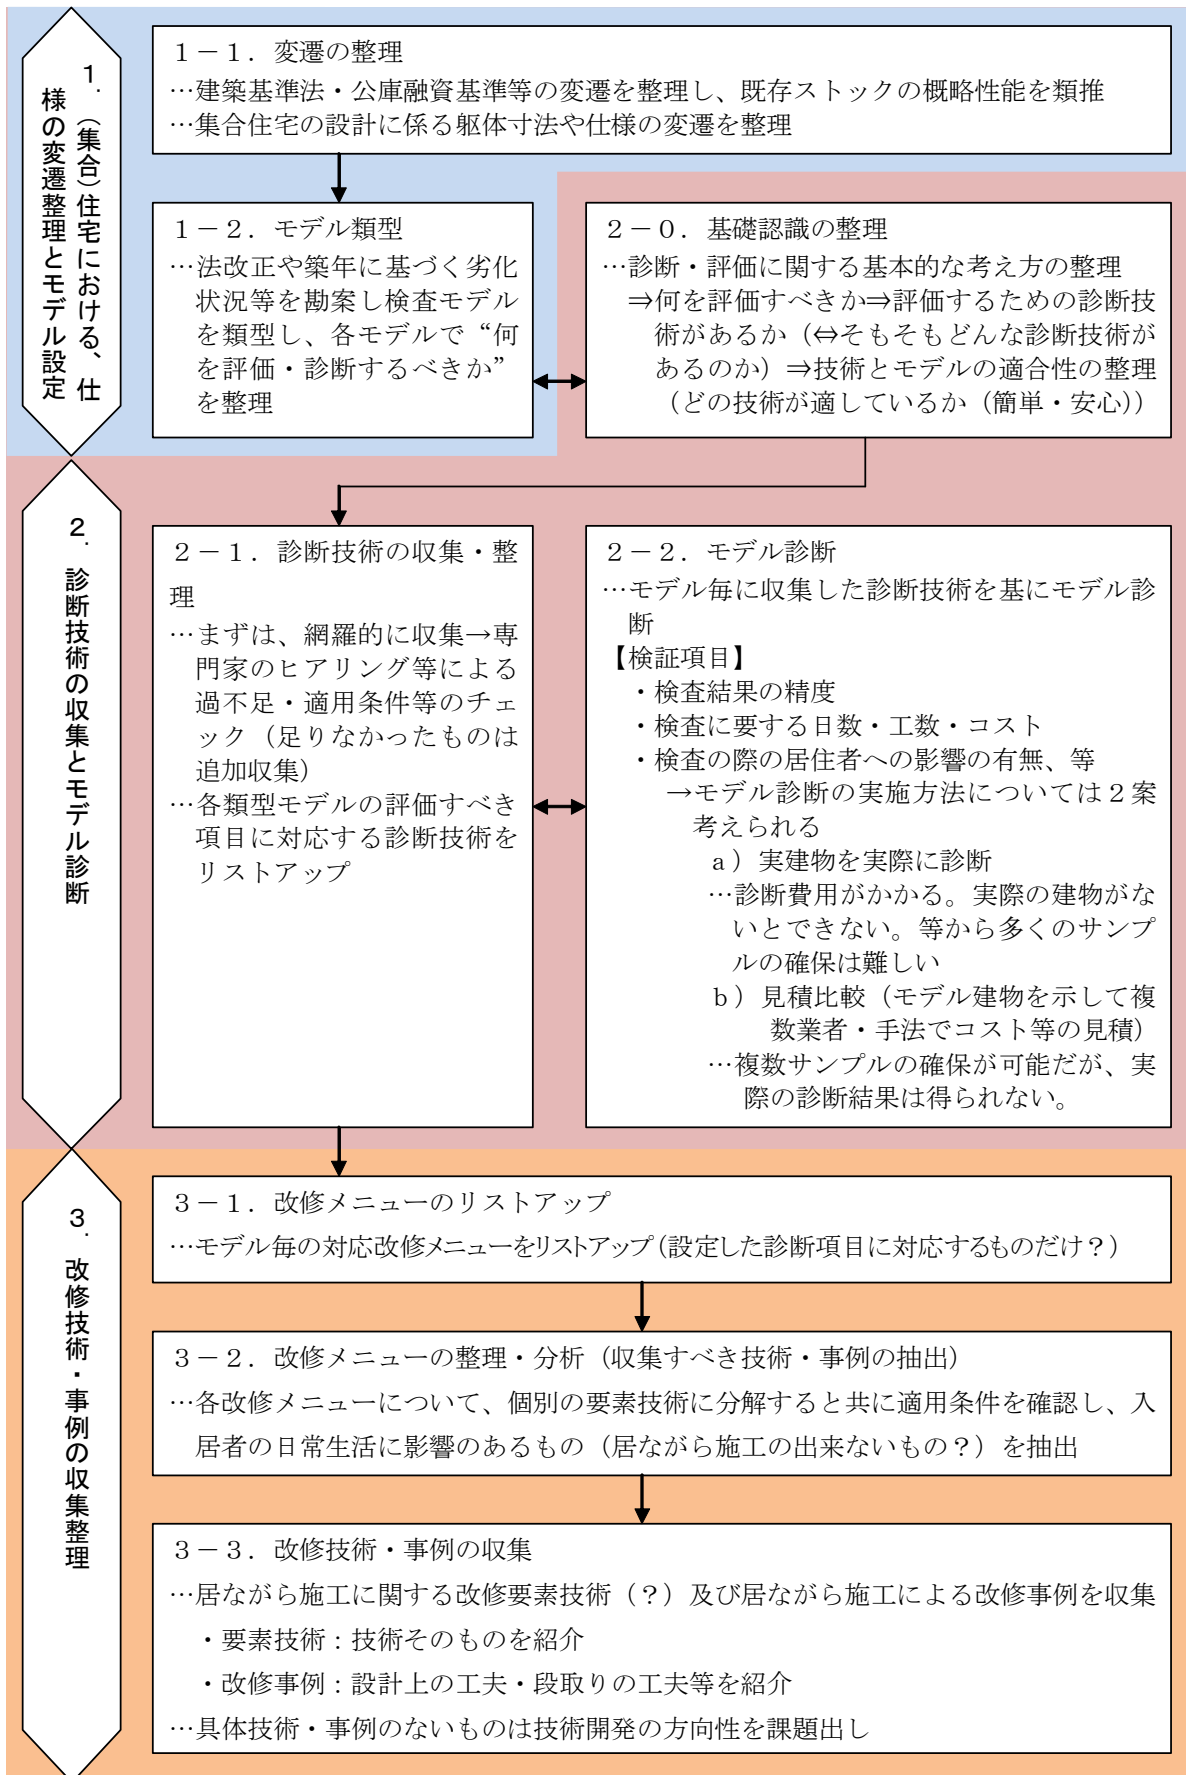 1．（集合）住宅における、仕
様の変遷整理とモデル設定
１－１．変遷の整理
…建築基準法・公庫融資基準等の変遷を整理し、既存ストックの概略性能を類推
…集合住宅の設計に係る躯体寸法や仕様の変遷を整理
１－２．モデル類型
…法改正や築年に基づく劣化
状況等を勘案し検査モデル
を類型し、各モデルで“何
を評価・診断するべきか”
を整理
２－０．基礎認識の整理
…診断・評価に関する基本的な考え方の整理
⇒何を評価すべきか⇒評価するための診断技
術があるか（⇔そもそもどんな診断技術が
あるのか）⇒技術とモデルの適合性の整理
（どの技術が適しているか（簡単・安心））
2．診断技術の収集とモデル診断
２－１．診断技術の収集・整
理
…まずは、網羅的に収集→専
門家のヒアリング等による
過不足・適用条件等のチェ
ック（足りなかったものは
追加収集）
…各類型モデルの評価すべき
項目に対応する診断技術を
リストアップ
２－２．モデル診断
…モデル毎に収集した診断技術を基にモデル診
断
【検証項目】
・検査結果の精度
・検査に要する日数・工数・コスト
・検査の際の居住者への影響の有無、等
→モデル診断の実施方法については２案
考えられる
ａ）実建物を実際に診断
…診断費用がかかる。実際の建物がな
いとできない。等から多くのサンプ
ルの確保は難しい
ｂ）見積比較（モデル建物を示して複
数業者・手法でコスト等の見積）
…複数サンプルの確保が可能だが、実
際の診断結果は得られない。
3．改修技術・事例の収集整理
３－１．改修メニューのリストアップ
…モデル毎の対応改修メニューをリストアップ（設定した診断項目に対応するものだけ？）
３－２．改修メニューの整理・分析（収集すべき技術・事例の抽出）
…各改修メニューについて、個別の要素技術に分解すると共に適用条件を確認し、入
居者の日常生活に影響のあるもの（居ながら施工の出来ないもの？）を抽出
３－３．改修技術・事例の収集
…居ながら施工に関する改修要素技術（？）及び居ながら施工による改修事例を収集
・要素技術：技術そのものを紹介
・改修事例：設計上の工夫・段取りの工夫等を紹介
…具体技術・事例のないものは技術開発の方向性を課題出し